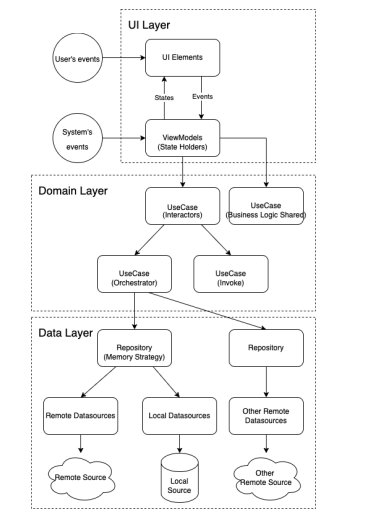 UI Layer
User's events
UI Elements
States
Events
System's
events
ViewModels
(State Holders)
Domain Layer
UseCase
(Interactors)
UseCase
(Business Logic Shared)
UseCase
(Orchestrator)
UseCase
(Invoke)
Data Layer
Repository
(Memory Strategy)
Repository
Remote Datasources
Local Datasources
Other Remote
Datasources
Remote Source
Local
Source
Other
Remote Source